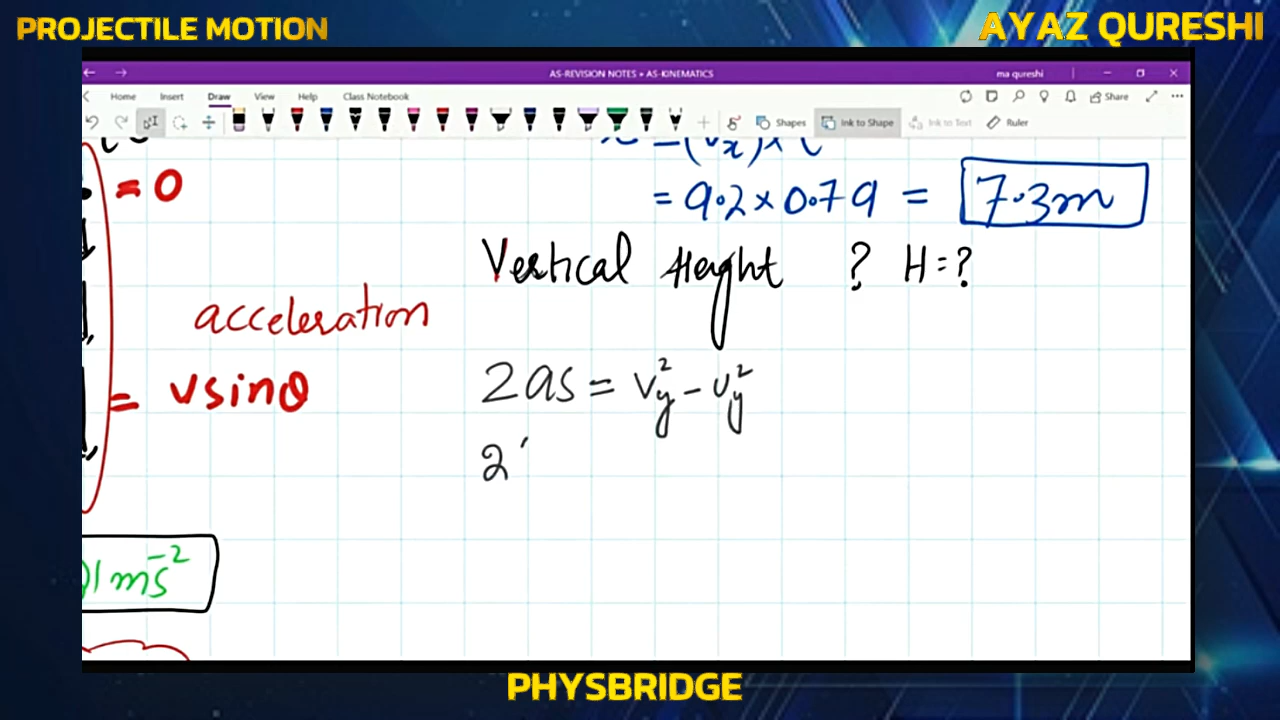 PROJECTILE MOTION
AYAZ QURESHI
AS-REVISION NOTES • AS-KINEMATICS
ma qureshi
Home Insert Draw View Help Class Notebook
Share
Shapes
Ink to Shape
Ink to Text
Ruler
= 9.2 × 0.79 = 7.3m
= 0
Vertical Height ? H = ?
acceleration
2as = v_y² - u_y²
= vsinθ
2
1 ms⁻²
PHYSBRIDGE